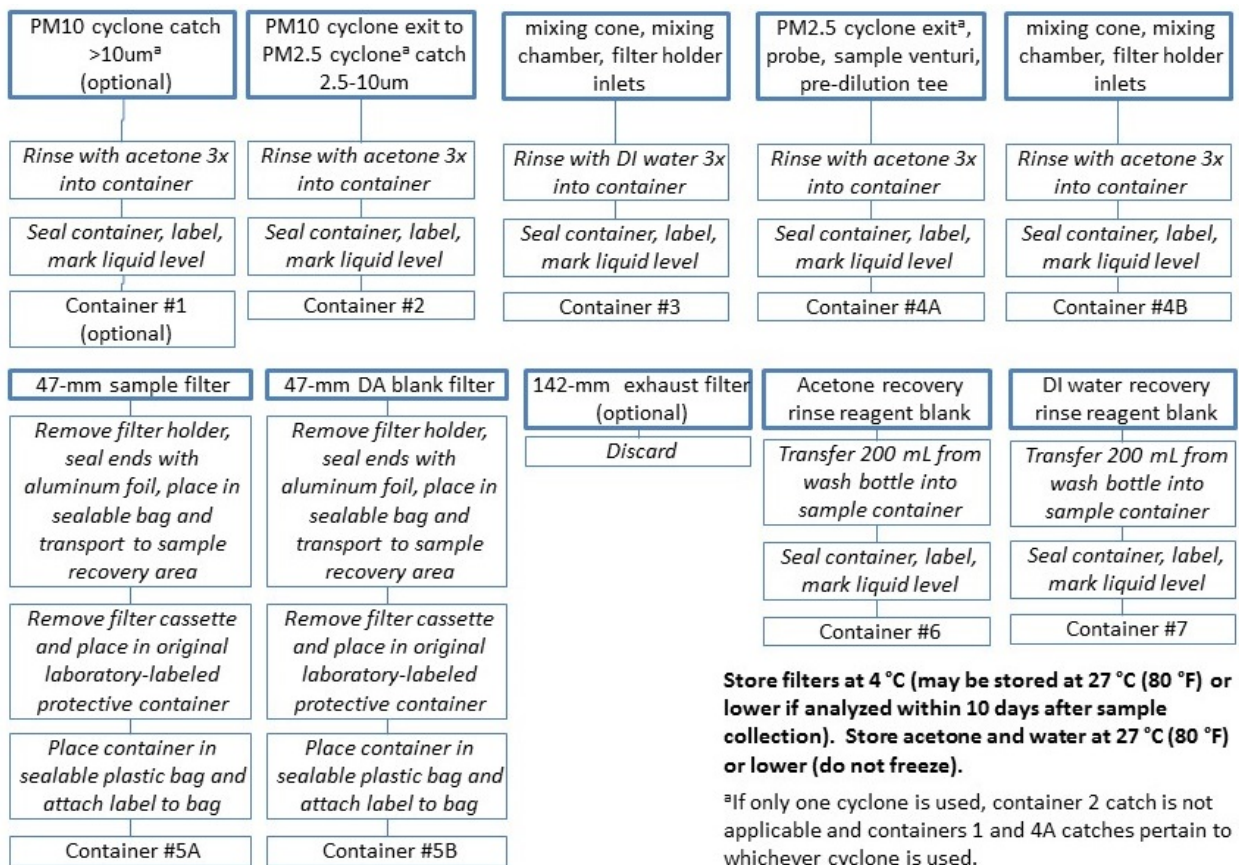 PM10 cyclone catch
>10umᵃ
(optional)
Rinse with acetone 3x
into container
Seal container, label,
mark liquid level
Container #1
(optional)
PM10 cyclone exit to
PM2.5 cycloneᵃ catch
2.5-10um
Rinse with acetone 3x
into container
Seal container, label,
mark liquid level
Container #2
mixing cone, mixing
chamber, filter holder
inlets
Rinse with DI water 3x
into container
Seal container, label,
mark liquid level
Container #3
PM2.5 cyclone exitᵃ,
probe, sample venturi,
pre-dilution tee
Rinse with acetone 3x
into container
Seal container, label,
mark liquid level
Container #4A
mixing cone, mixing
chamber, filter holder
inlets
Rinse with acetone 3x
into container
Seal container, label,
mark liquid level
Container #4B
47-mm sample filter
Remove filter holder,
seal ends with
aluminum foil, place in
sealable bag and
transport to sample
recovery area
Remove filter cassette
and place in original
laboratory-labeled
protective container
Place container in
sealable plastic bag and
attach label to bag
Container #5A
47-mm DA blank filter
Remove filter holder,
seal ends with
aluminum foil, place in
sealable bag and
transport to sample
recovery area
Remove filter cassette
and place in original
laboratory-labeled
protective container
Place container in
sealable plastic bag and
attach label to bag
Container #5B
142-mm exhaust filter
(optional)
Discard
Acetone recovery
rinse reagent blank
Transfer 200 mL from
wash bottle into
sample container
Seal container, label,
mark liquid level
Container #6
DI water recovery
rinse reagent blank
Transfer 200 mL from
wash bottle into
sample container
Seal container, label,
mark liquid level
Container #7
Store filters at 4 °C (may be stored at 27 °C (80 °F) or
lower if analyzed within 10 days after sample
collection). Store acetone and water at 27 °C (80 °F)
or lower (do not freeze).
ᵃIf only one cyclone is used, container 2 catch is not
applicable and containers 1 and 4A catches pertain to
whichever cyclone is used.